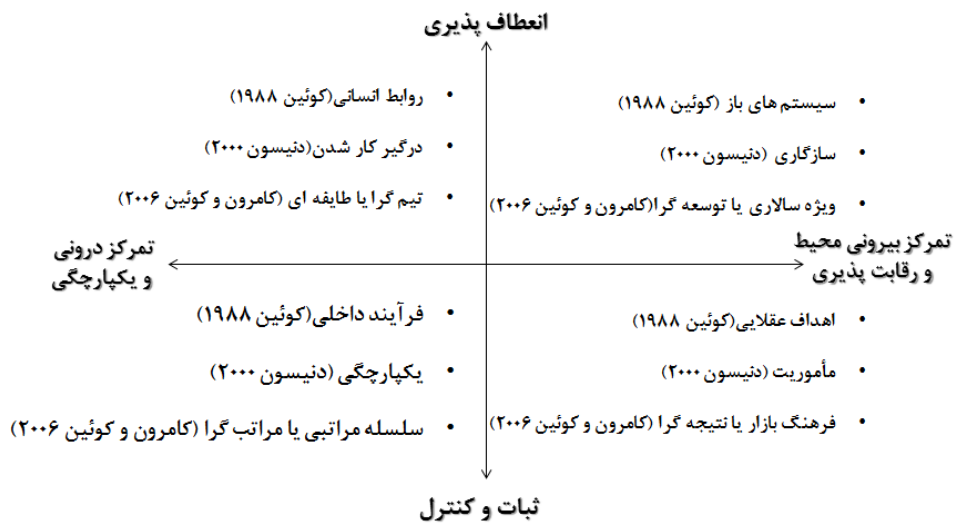 انعطاف پذیری
سیستم های باز (کوئین ۱۹۸۸)
سازگاری (دنیسون ۲۰۰۰)
ویژه سالاری یا توسعه گرا(کامرون و کوئین ۲۰۰۶)
روابط انسانی(کوئین ۱۹۸۸)
درگیر کار شدن(دنیسون ۲۰۰۰)
تیم گرا یا طایفه ای (کامرون و کوئین ۲۰۰۶)
تمرکز بیرونی محیط
و رقابت پذیری
تمرکز درونی
و یکپارچگی
اهداف عقلایی(کوئین ۱۹۸۸)
مأموریت (دنیسون ۲۰۰۰)
فرهنگ بازار یا نتیجه گرا (کامرون و کوئین ۲۰۰۶)
فرآیند داخلی(کوئین ۱۹۸۸)
یکپارچگی (دنیسون ۲۰۰۰)
سلسله مراتبی یا مراتب گرا (کامرون و کوئین ۲۰۰۶)
ثبات و کنترل